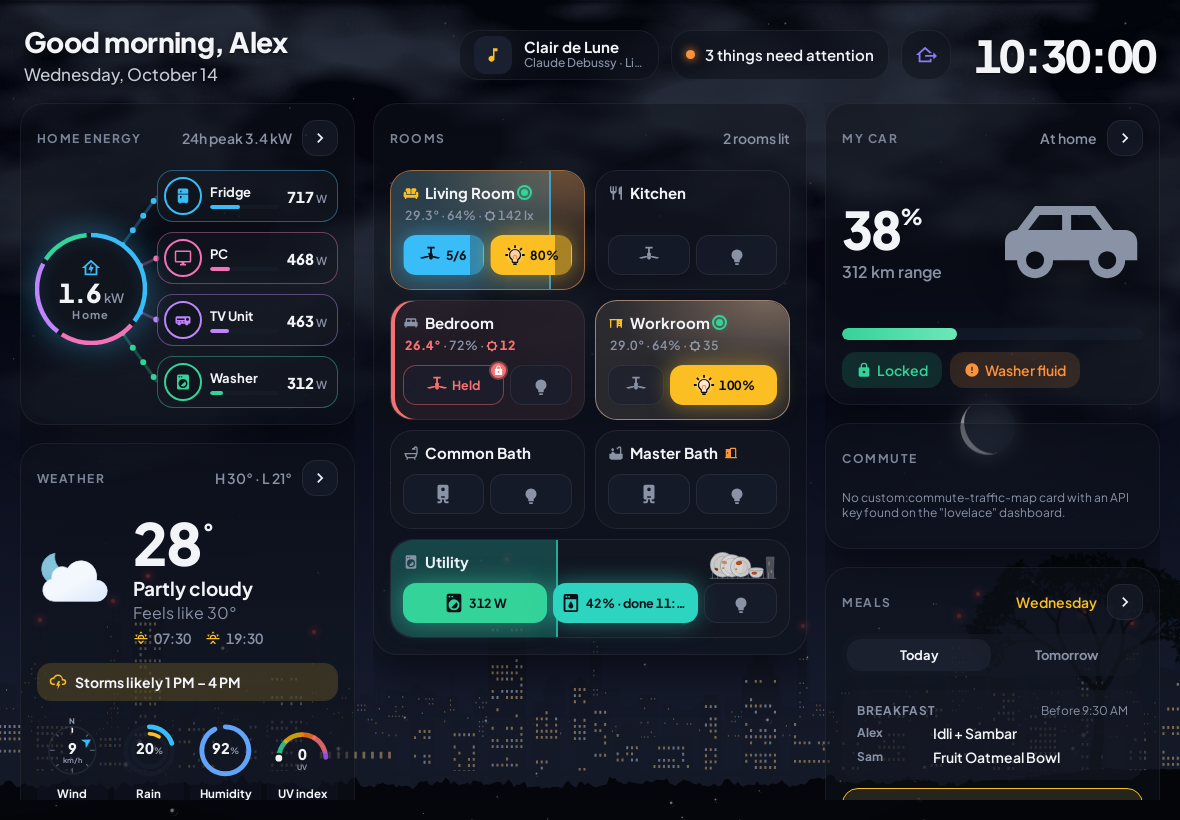 Good morning, Alex
Wednesday, October 14
Clair de Lune
Claude Debussy · Li...
3 things need attention
10:30:00
HOME ENERGY
24h peak 3.4 kW
Fridge
717 W
PC
468 W
TV Unit
463 W
Washer
312 W
1.6 kW
Home
WEATHER
H 30° · L 21°
28°
Partly cloudy
Feels like 30°
07:30
19:30
Storms likely 1 PM – 4 PM
N
9
km/h
20%
92%
0
UV
Wind
Rain
Humidity
UV index
ROOMS
2 rooms lit
Living Room
29.3° · 64% · 142 lx
5/6
80%
Kitchen
Bedroom
26.4° · 72% · 12
Held
Workroom
29.0° · 64% · 35
100%
Common Bath
Master Bath
Utility
312 W
42% · done 11:...
MY CAR
At home
38%
312 km range
Locked
Washer fluid
COMMUTE
No custom:commute-traffic-map card with an API
key found on the "lovelace" dashboard.
MEALS
Wednesday
Today
Tomorrow
BREAKFAST
Before 9:30 AM
Alex
Idli + Sambar
Sam
Fruit Oatmeal Bowl